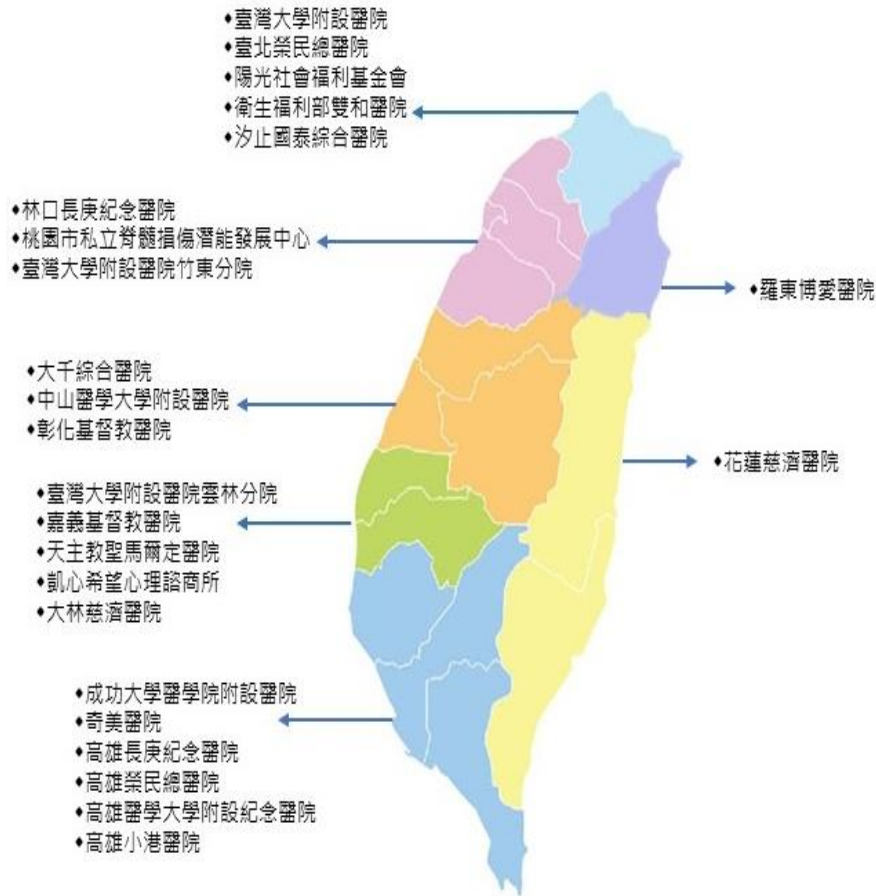 ◆臺灣大學附設醫院
◆臺北榮民總醫院
◆陽光社會福利基金會
◆衛生福利部雙和醫院
◆汐止國泰綜合醫院
◆林口長庚紀念醫院
◆桃園市私立脊髓損傷潛能發展中心
◆臺灣大學附設醫院竹東分院
◆羅東博愛醫院
◆大千綜合醫院
◆中山醫學大學附設醫院
◆彰化基督教醫院
◆花蓮慈濟醫院
◆臺灣大學附設醫院雲林分院
◆嘉義基督教醫院
◆天主教聖馬爾定醫院
◆凱心希望心理諮商所
◆大林慈濟醫院
◆成功大學醫學院附設醫院
◆奇美醫院
◆高雄長庚紀念醫院
◆高雄榮民總醫院
◆高雄醫學大學附設紀念醫院
◆高雄小港醫院